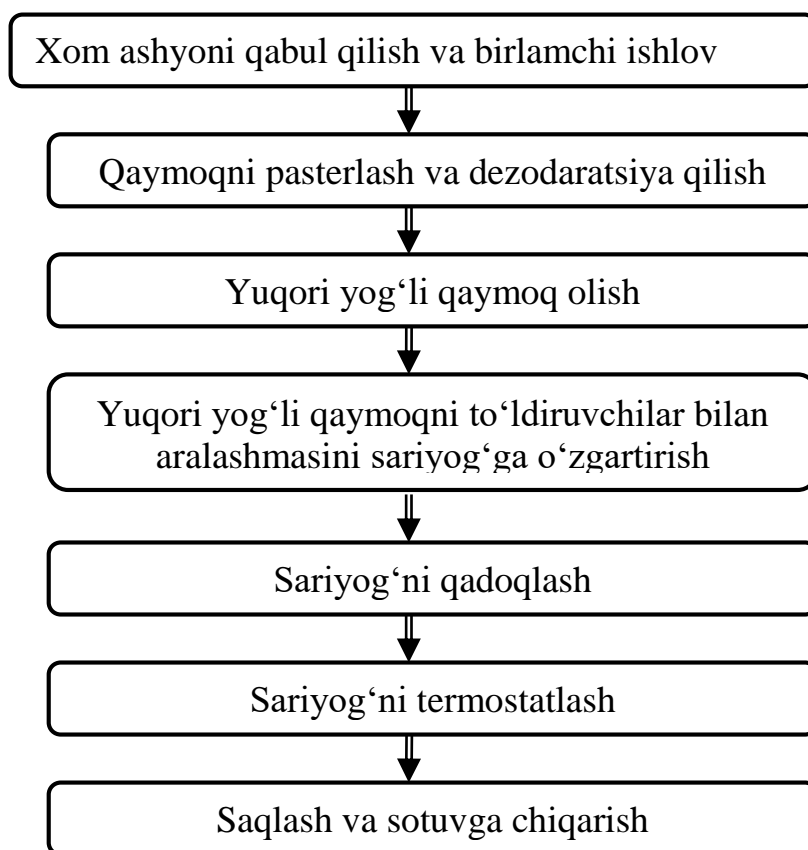 Xom ashyoni qabul qilish va birlamchi ishlov
Qaymoqni pasterlash va dezodaratsiya qilish
Yuqori yog‘li qaymoq olish
Yuqori yog‘li qaymoqni to‘ldiruvchilar bilan
aralashmasini sariyog‘ga o‘zgartirish
Sariyog‘ni qadoqlash
Sariyog‘ni termostatlash
Saqlash va sotuvga chiqarish